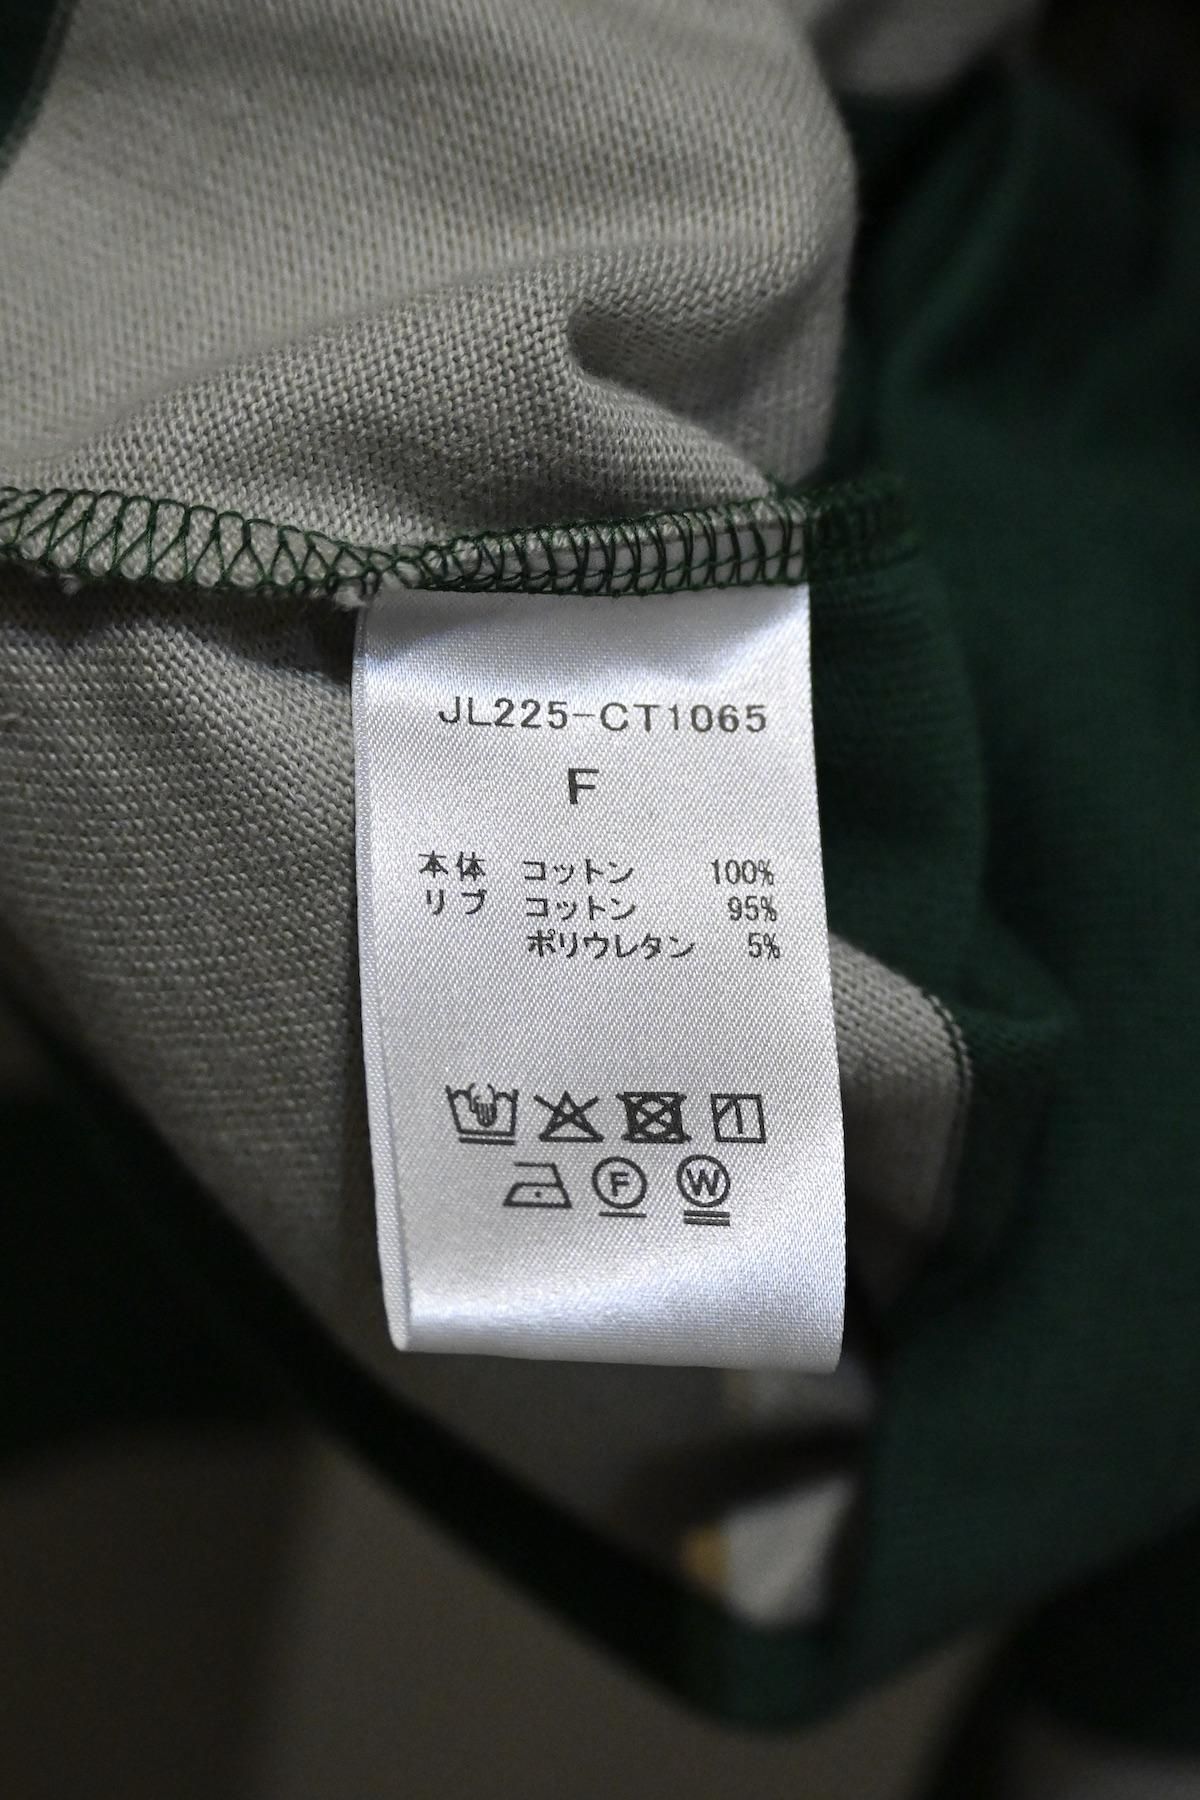 JL225-CT1065
F
本体 コットン 100%
リブ コットン 95%
ポリウレタン 5%
F W